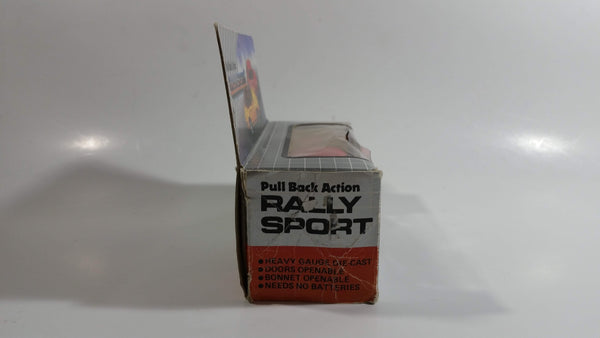 Pull Back Action
RALLY
SPORT
●HEAVY GAUGE DIE-CAST
●DOORS OPENABLE
●BONNET OPENABLE
●NEEDS NO BATTERIES